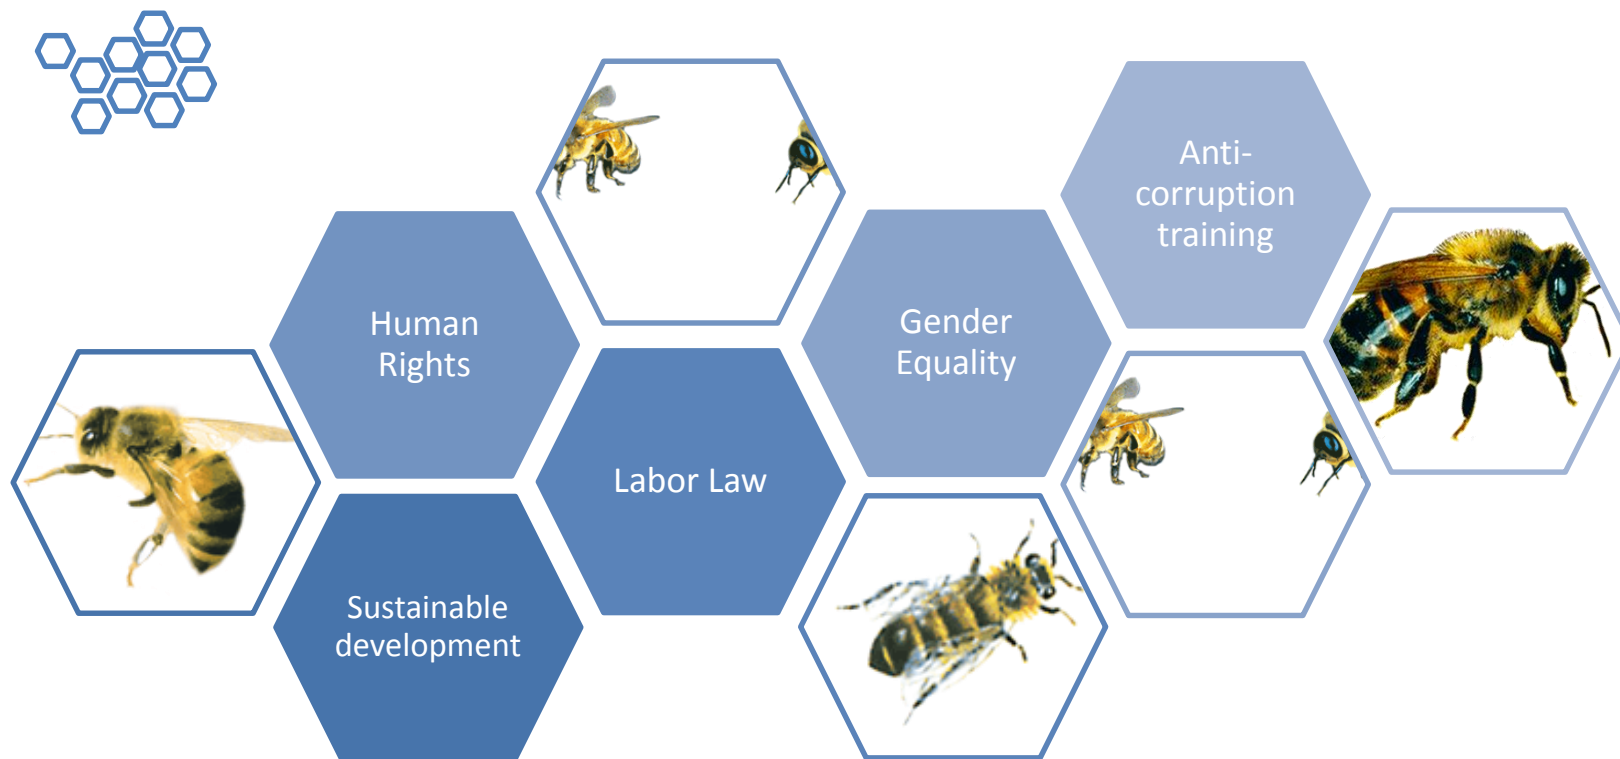 Human
Rights
Sustainable
development
Labor Law
Gender
Equality
Anti-
corruption
training